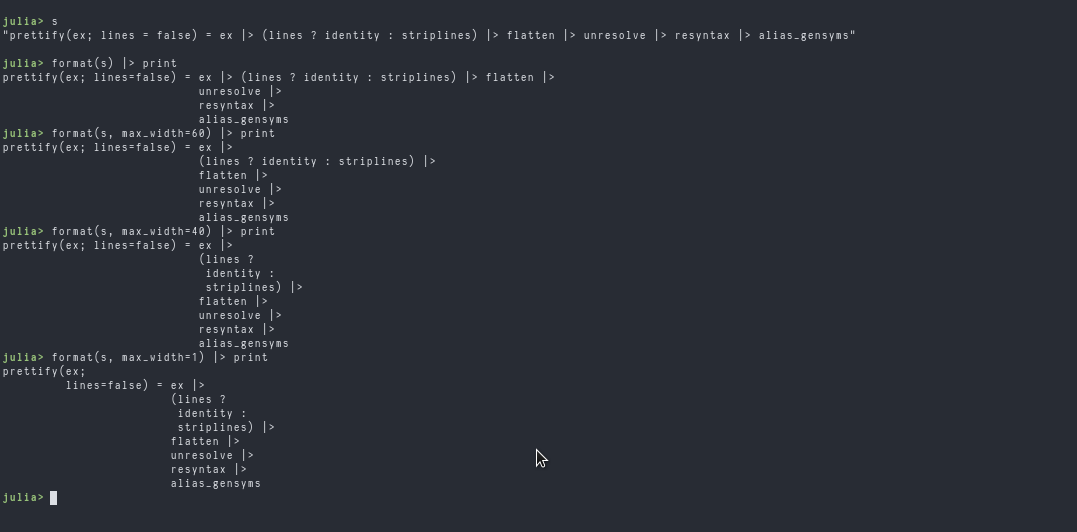 julia> s
"prettify(ex; lines = false) = ex |> (lines ? identity : striplines) |> flatten |> unresolve |> resyntax |> alias_gensyms"
julia> format(s) |> print
prettify(ex; lines=false) = ex |> (lines ? identity : striplines) |> flatten |>
                            unresolve |>
                            resyntax |>
                            alias_gensyms
julia> format(s, max_width=60) |> print
prettify(ex; lines=false) = ex |>
                            (lines ? identity : striplines) |>
                            flatten |>
                            unresolve |>
                            resyntax |>
                            alias_gensyms
julia> format(s, max_width=40) |> print
prettify(ex; lines=false) = ex |>
                            (lines ?
                             identity :
                             striplines) |>
                            flatten |>
                            unresolve |>
                            resyntax |>
                            alias_gensyms
julia> format(s, max_width=1) |> print
prettify(ex;
         lines=false) = ex |>
                        (lines ?
                         identity :
                         striplines) |>
                        flatten |>
                        unresolve |>
                        resyntax |>
                        alias_gensyms
julia>